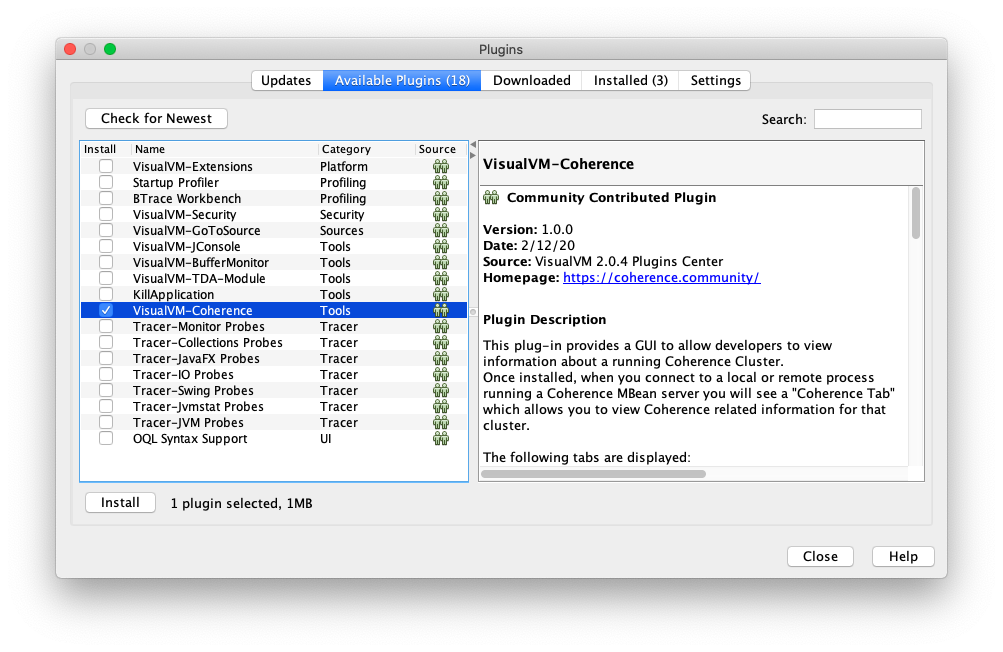 Plugins
Updates Available Plugins (18) Downloaded Installed (3) Settings
Check for Newest Search:
Install Name Category Source
VisualVM-Extensions Platform
Startup Profiler Profiling
BTrace Workbench Profiling
VisualVM-Security Security
VisualVM-GoToSource Sources
VisualVM-JConsole Tools
VisualVM-BufferMonitor Tools
VisualVM-TDA-Module Tools
KillApplication Tools
VisualVM-Coherence Tools
Tracer-Monitor Probes Tracer
Tracer-Collections Probes Tracer
Tracer-JavaFX Probes Tracer
Tracer-IO Probes Tracer
Tracer-Swing Probes Tracer
Tracer-Jvmstat Probes Tracer
Tracer-JVM Probes Tracer
OQL Syntax Support UI
VisualVM-Coherence
Community Contributed Plugin
Version: 1.0.0
Date: 2/12/20
Source: VisualVM 2.0.4 Plugins Center
Homepage: https://coherence.community/
Plugin Description
This plug-in provides a GUI to allow developers to view
information about a running Coherence Cluster.
Once installed, when you connect to a local or remote process
running a Coherence MBean server you will see a "Coherence Tab"
which allows you to view Coherence related information for that
cluster.
The following tabs are displayed:
Install 1 plugin selected, 1MB
Close Help